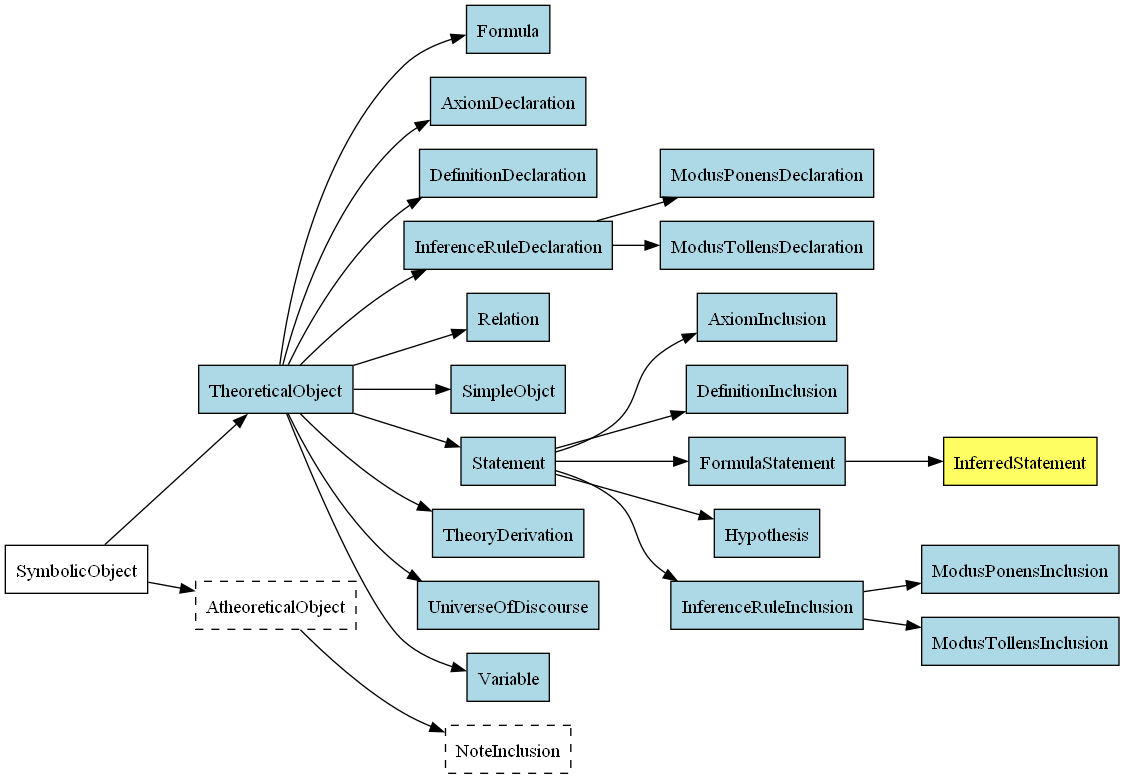 Formula
AxiomDeclaration
DefinitionDeclaration
ModusPonensDeclaration
InferenceRuleDeclaration
ModusTollensDeclaration
Relation
AxiomInclusion
TheoreticalObject
SimpleObjct
DefinitionInclusion
Statement
FormulaStatement
InferredStatement
TheoryDerivation
Hypothesis
SymbolicObject
AtheoreticalObject
UniverseOfDiscourse
InferenceRuleInclusion
ModusPonensInclusion
ModusTollensInclusion
Variable
NoteInclusion